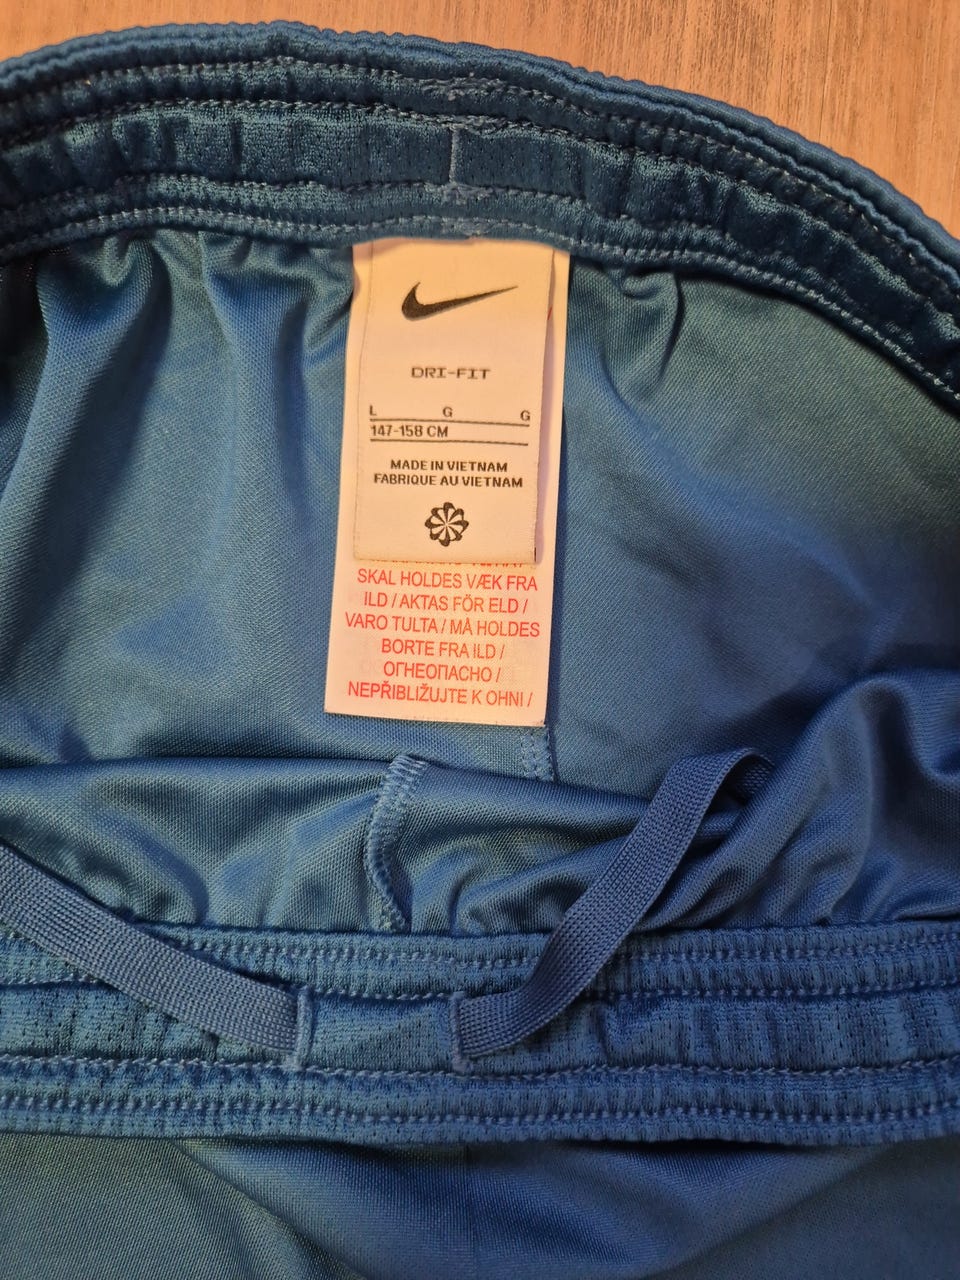 DRI-FIT
L G G
147-158 CM
MADE IN VIETNAM
FABRIQUE AU VIETNAM
SKAL HOLDES VÆK FRA
ILD / AKTAS FÖR ELD /
VARO TULTA / MÅ HOLDES
BORTE FRA ILD /
ОГНЕОПАСНО /
NEPŘIBLIŽUJTE K OHNI /